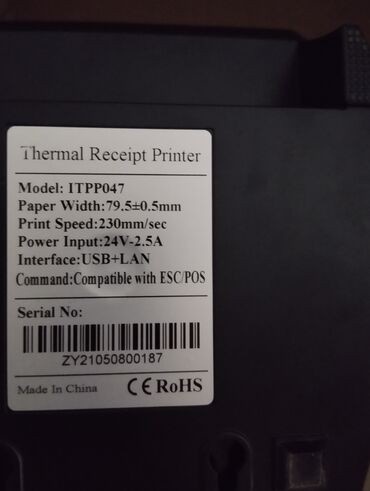 Thermal Receipt Printer
Model: ITPP047
Paper Width:79.5±0.5mm
Print Speed:230mm/sec
Power Input:24V-2.5A
Interface:USB+LAN
Command:Compatible with ESC/POS
Serial No:
ZY21050800187
Made In China CE RoHS